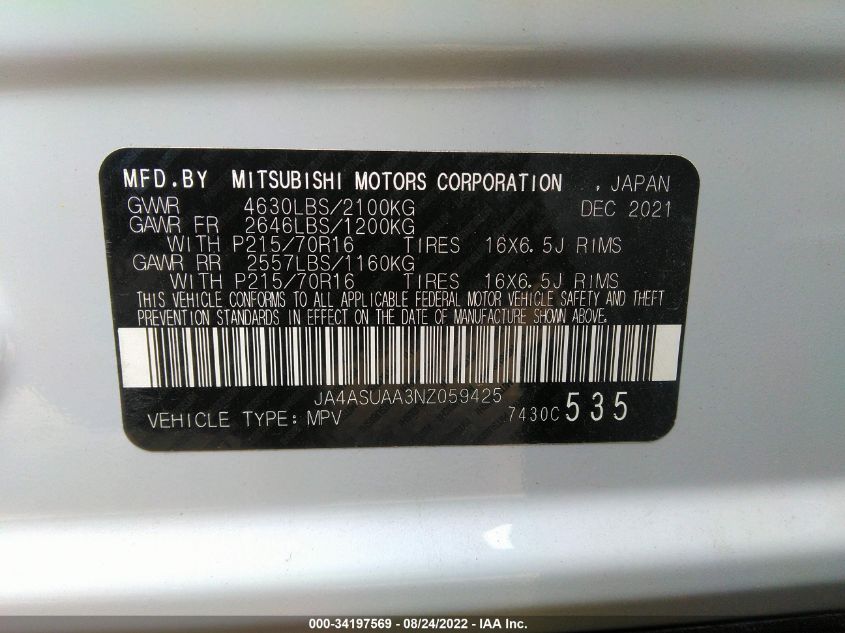 MFD.BY MITSUBISHI MOTORS CORPORATION , JAPAN
GVWR 4630LBS/2100KG DEC 2021
GAWR FR 2646LBS/1200KG
WITH P215/70R16 TIRES 16X6.5J RIMS
GAWR RR 2557LBS/1160KG
WITH P215/70R16 TIRES 16X6.5J RIMS
THIS VEHICLE CONFORMS TO ALL APPLICABLE FEDERAL MOTOR VEHICLE SAFETY AND THEFT
PREVENTION STANDARDS IN EFFECT ON THE DATE OF MANUFACTURE SHOWN ABOVE.
JA4ASUAA3NZ059425
VEHICLE TYPE: MPV 7430C 535
000-34197569 - 08/24/2022 - IAA Inc.